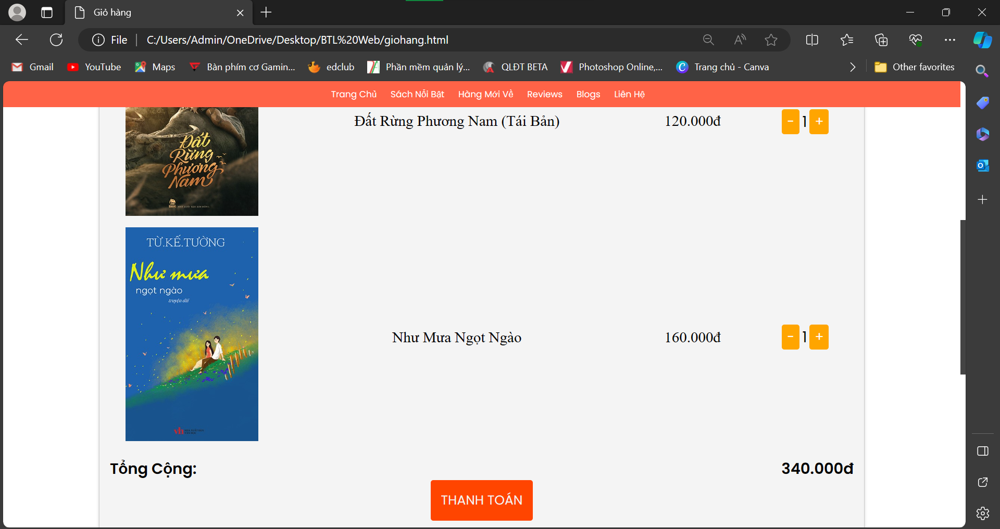 Giỏ hàng
File C:/Users/Admin/OneDrive/Desktop/BTL%20Web/giohang.html
Gmail YouTube Maps Bàn phím cơ Gamin... edclub Phần mềm quản lý... QLĐT BETA Photoshop Online,... Trang chủ - Canva Other favorites
Trang Chủ Sách Nổi Bật Hàng Mới Về Reviews Blogs Liên Hệ
Đất Rừng Phương Nam (Tái Bản) 120.000đ - 1 +
Đất
Rừng
Phương
Nam
TỪ.KẾ.TƯỜNG
Như mưa
ngọt ngào
truyện dài
Như Mưa Ngọt Ngào 160.000đ - 1 +
vh
Tổng Cộng: 340.000đ
THANH TOÁN